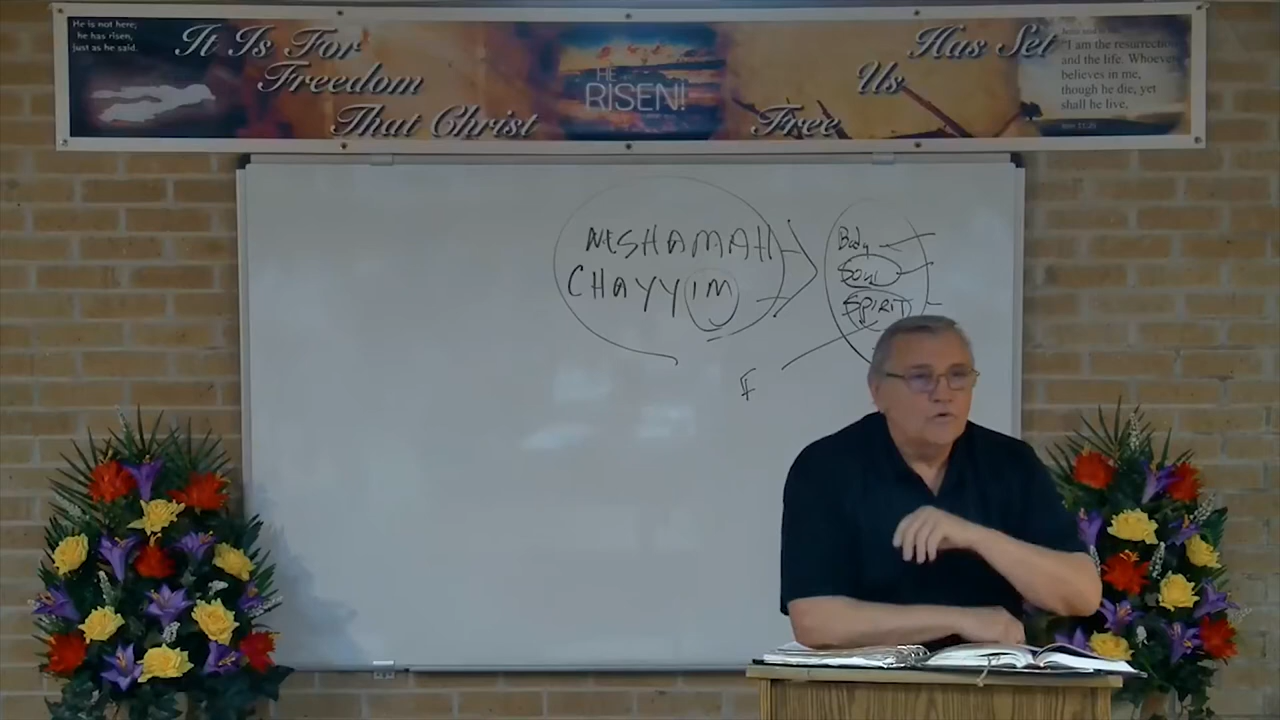 He is not here;
he has risen,
just as he said.
It Is For
Freedom
That Christ
HE
RISEN!
Has Set
Us
Free
"I am the resurrection
and the life. Whoever
believes in me,
though he die, yet
shall he live,
NESHAMAH
CHAYYIM
Body
Soul
SPIRIT